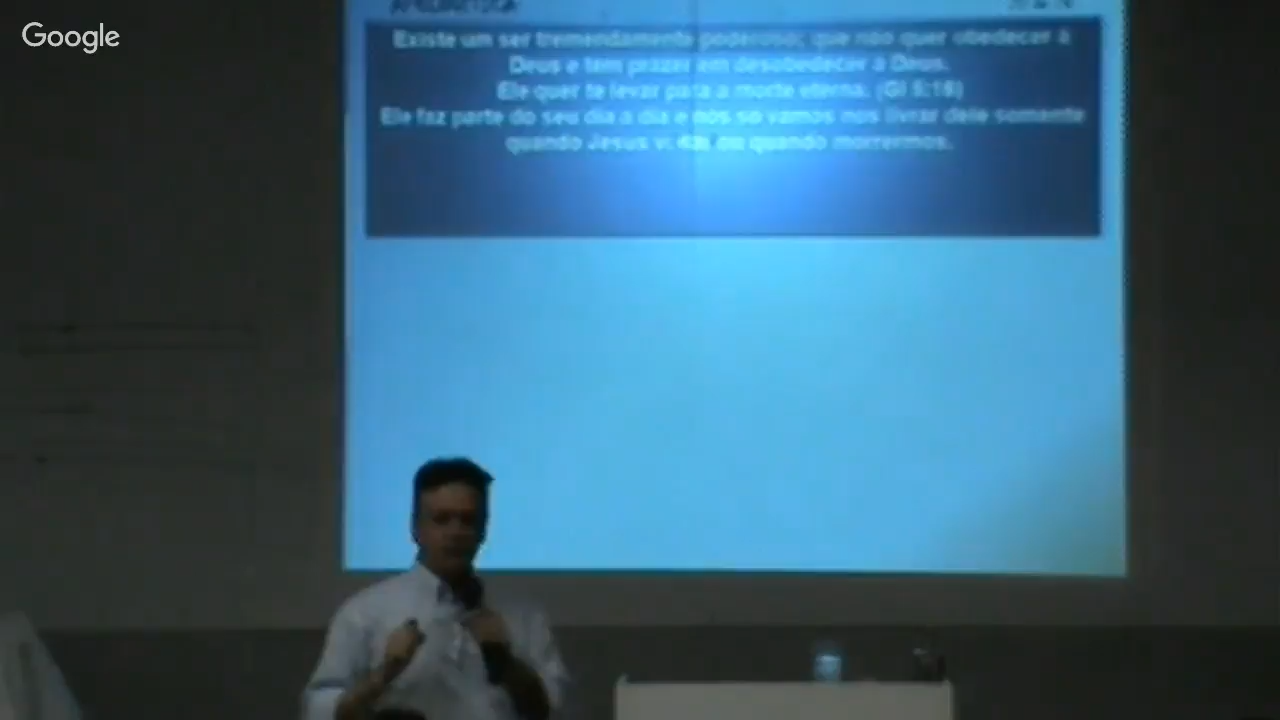 Google
Existe um ser tremendamente poderoso, que não quer obedecer à
Deus e tem prazer em desobedecer à Deus.
Ele quer te levar para a morte eterna. (Gl 5:18)
Ele faz parte do seu dia a dia e nós só vamos nos livrar dele somente
quando Jesus ou quando morrermos.